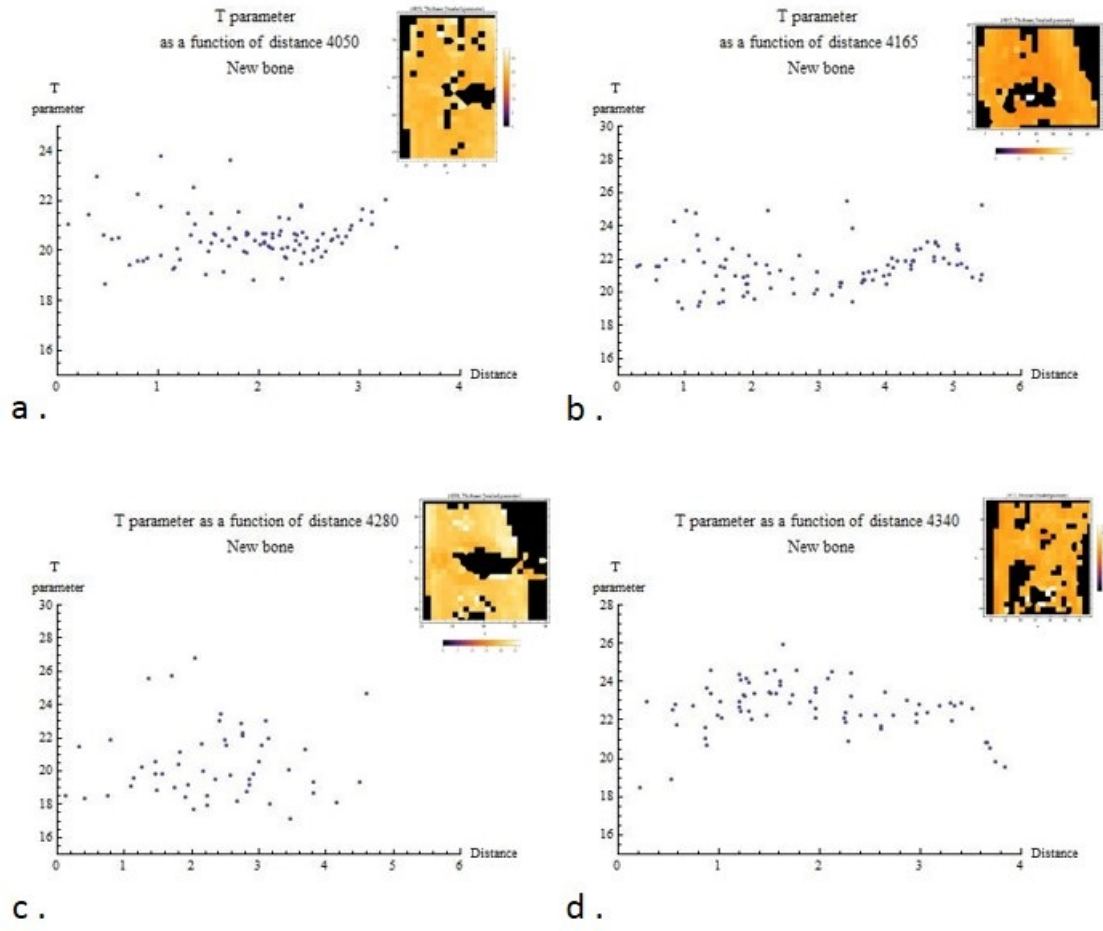 T parameter
as a function of distance 4050
New bone
T
parameter
24
22
20
18
16
0 1 2 3 4
Distance
a .
T parameter
as a function of distance 4165
New bone
T
parameter
30
28
26
24
22
20
18
16
0 1 2 3 4 5 6
Distance
b .
T parameter as a function of distance 4280
New bone
T
parameter
30
28
26
24
22
20
18
16
0 1 2 3 4 5 6
Distance
c .
T parameter as a function of distance 4340
New bone
T
parameter
28
26
24
22
20
18
16
0 1 2 3 4
Distance
d .